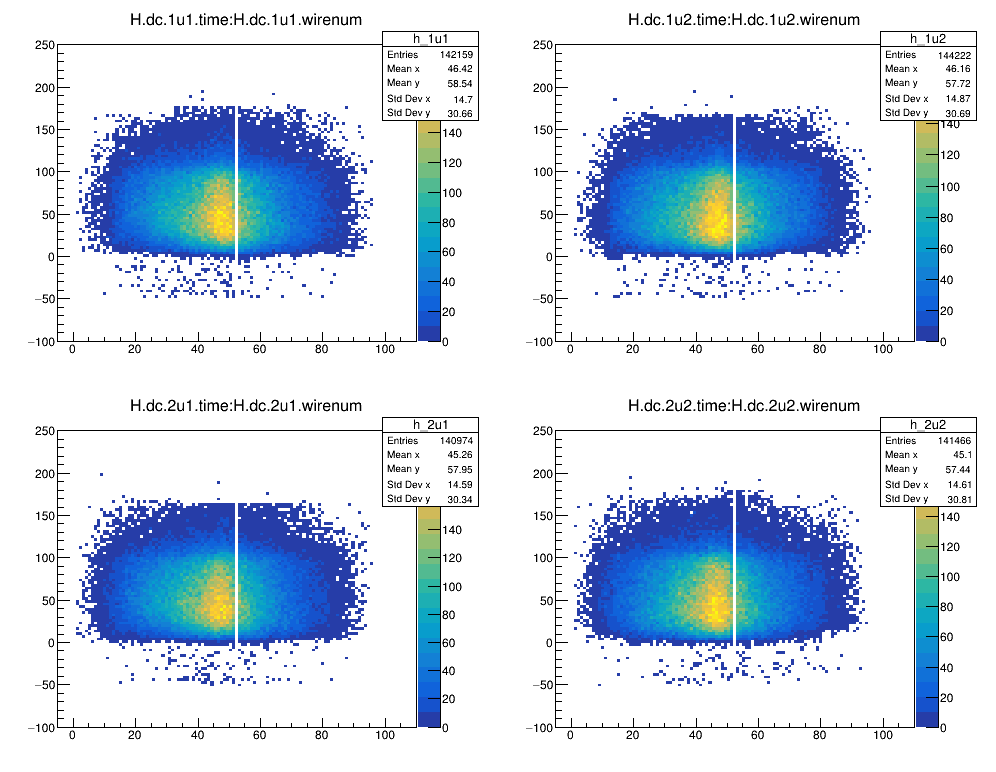 H.dc.1u1.time:H.dc.1u1.wirenum
h_1u1
Entries 142159
Mean x 46.42
Mean y 58.54
Std Dev x 14.7
Std Dev y 30.66
250
200
150
100
50
0
−50
−100
0 20 40 60 80 100
140
120
100
80
60
40
20
0
H.dc.1u2.time:H.dc.1u2.wirenum
h_1u2
Entries 144222
Mean x 46.16
Mean y 57.72
Std Dev x 14.87
Std Dev y 30.69
250
200
150
100
50
0
−50
−100
0 20 40 60 80 100
140
120
100
80
60
40
20
0
H.dc.2u1.time:H.dc.2u1.wirenum
h_2u1
Entries 140974
Mean x 45.26
Mean y 57.95
Std Dev x 14.59
Std Dev y 30.34
250
200
150
100
50
0
−50
−100
0 20 40 60 80 100
140
120
100
80
60
40
20
0
H.dc.2u2.time:H.dc.2u2.wirenum
h_2u2
Entries 141466
Mean x 45.1
Mean y 57.44
Std Dev x 14.61
Std Dev y 30.81
250
200
150
100
50
0
−50
−100
0 20 40 60 80 100
140
120
100
80
60
40
20
0